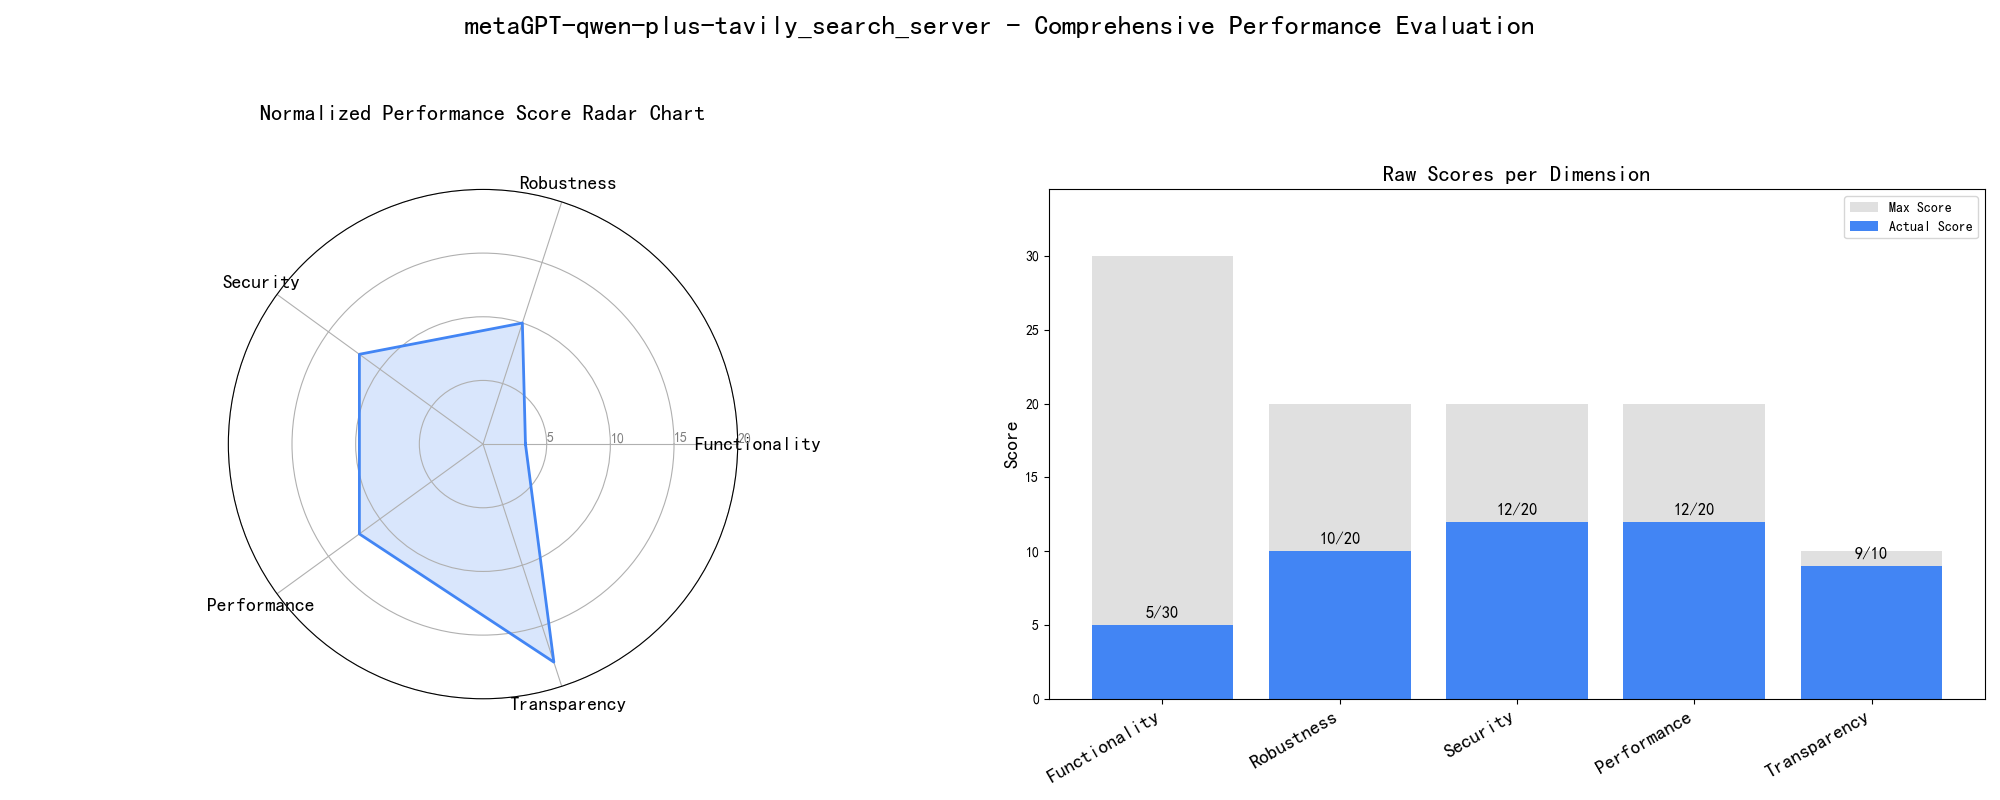 metaGPT-qwen-plus-tavily_search_server - Comprehensive Performance Evaluation
Normalized Performance Score Radar Chart
Robustness
Security
Functionality
Performance
Transparency
5
10
15
20
Raw Scores per Dimension
Max Score
Actual Score
Score
30
25
20
15
10
5
0
5/30
10/20
12/20
12/20
9/10
Functionality
Robustness
Security
Performance
Transparency